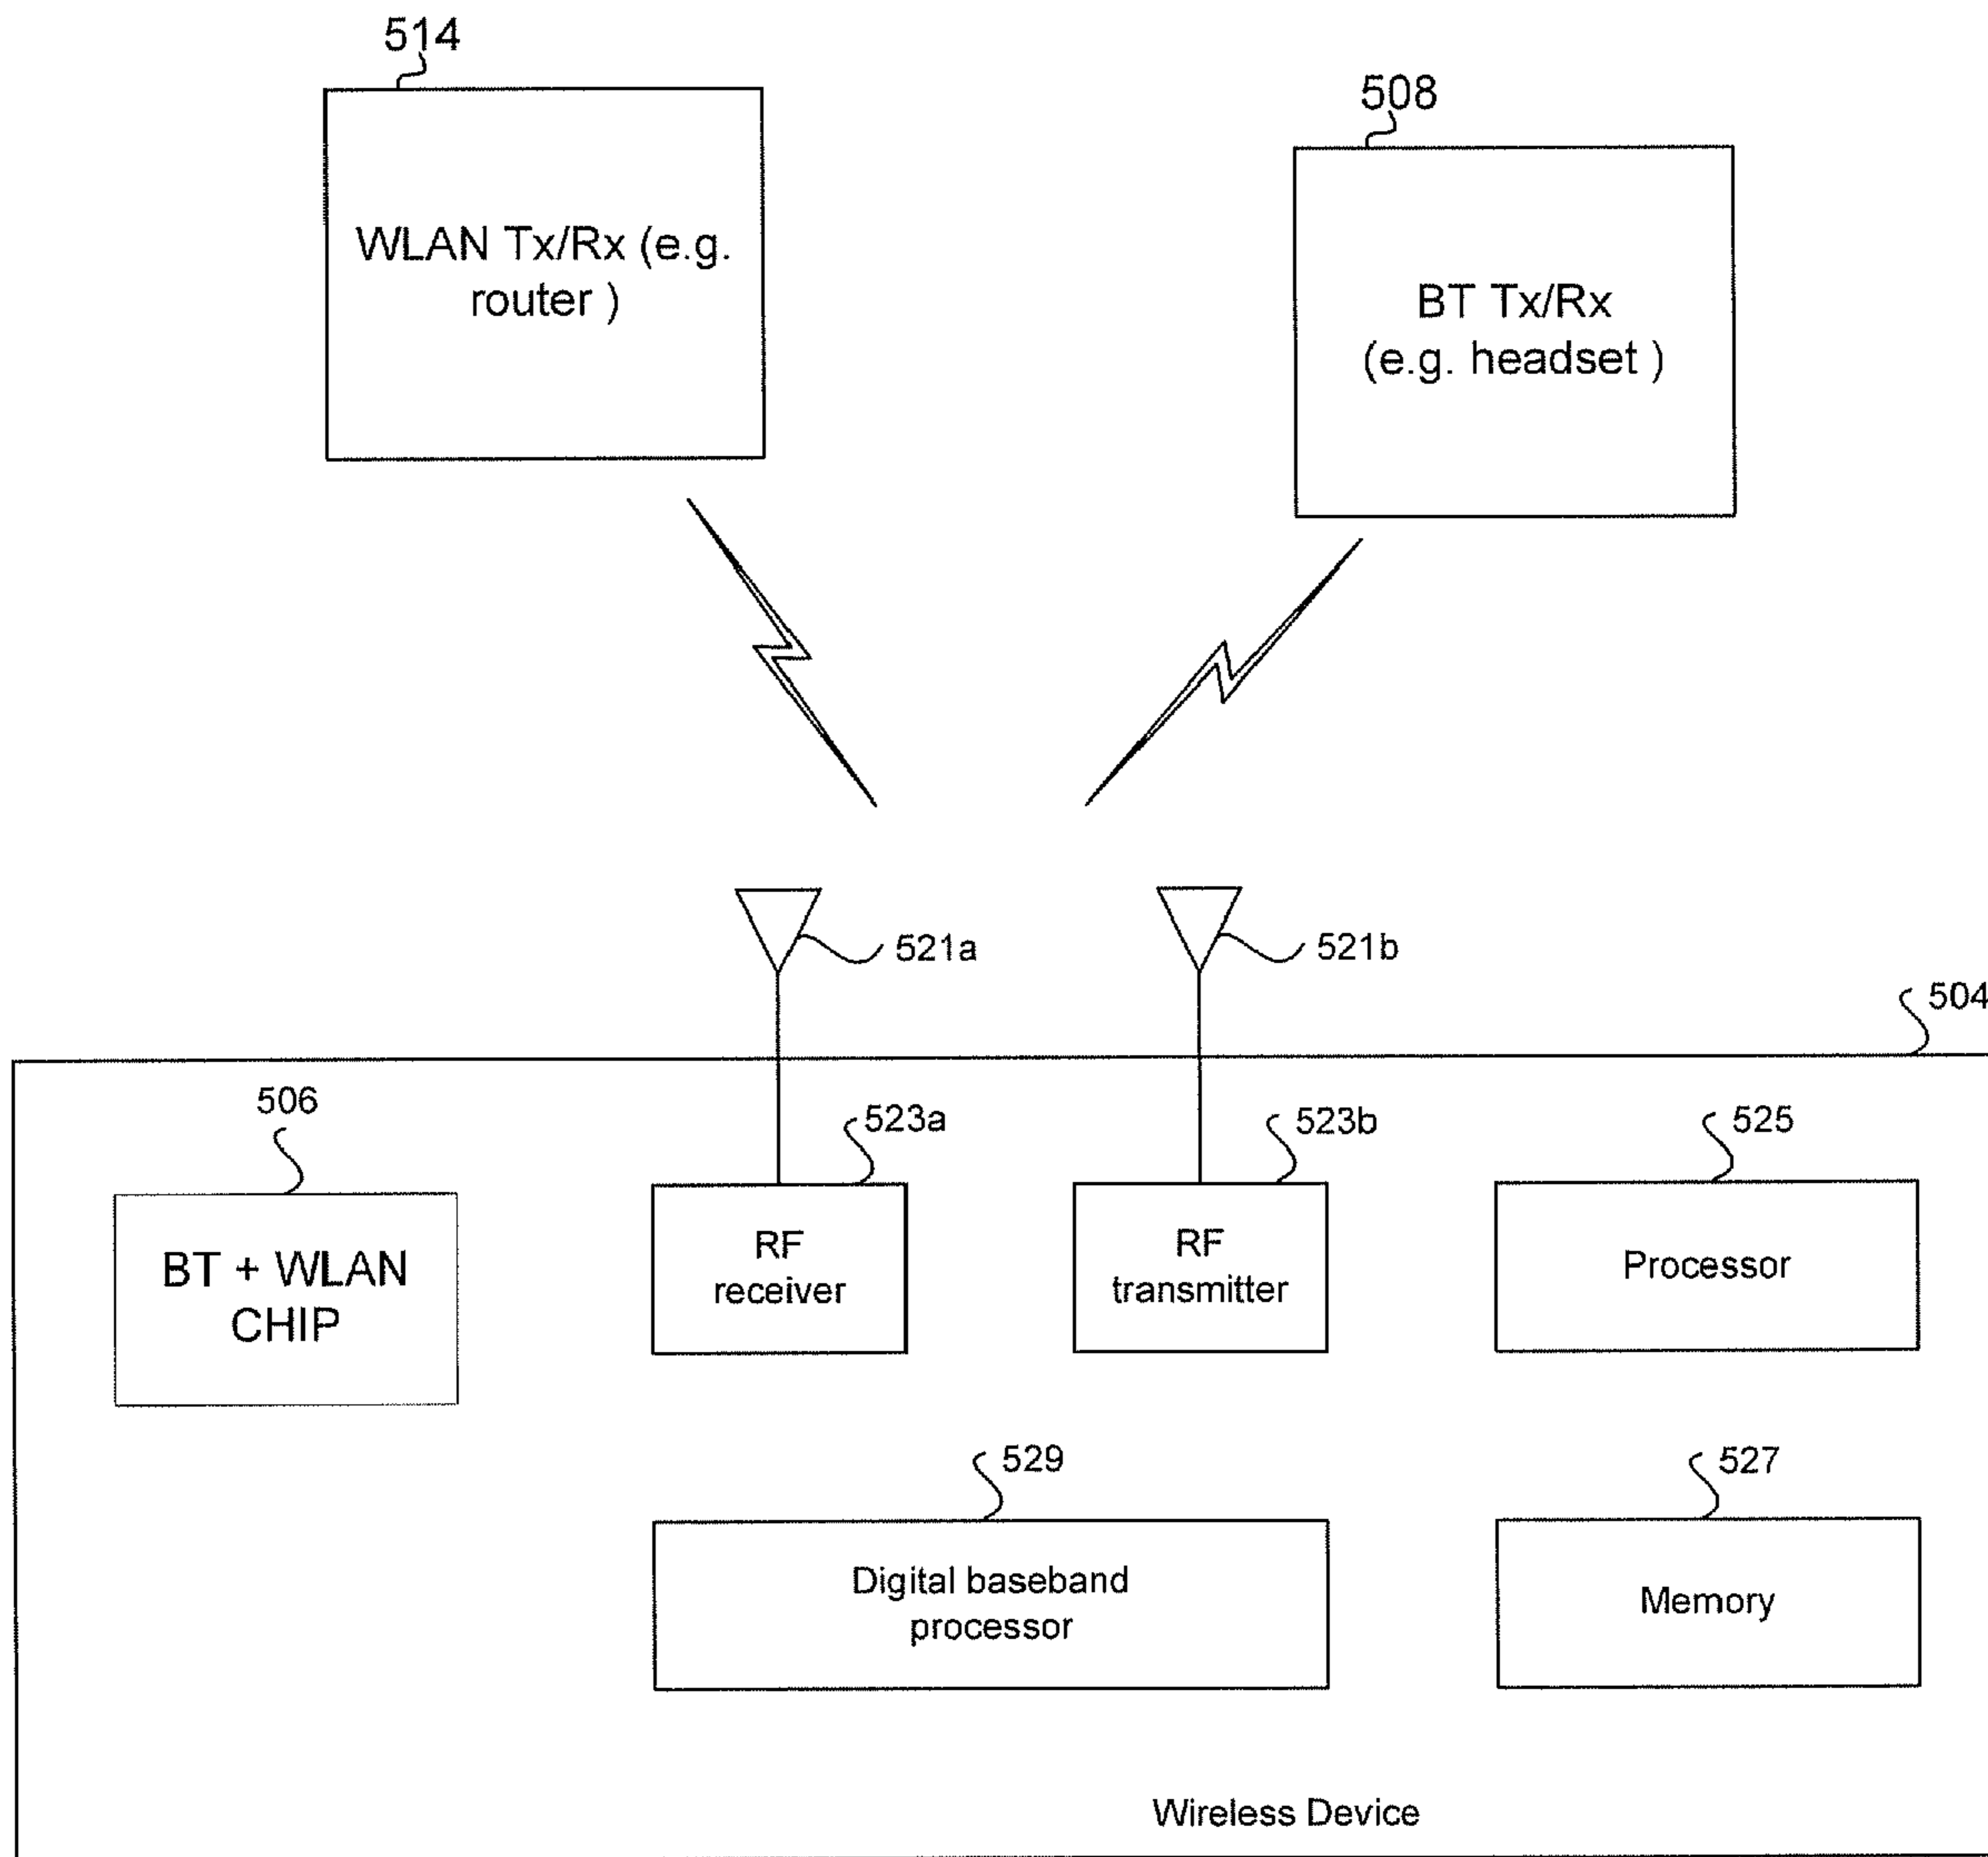 514
508
WLAN Tx/Rx (e.g.
router )
BT Tx/Rx
(e.g. headset )
521a
521b
504
506
523a
523b
525
BT + WLAN
CHIP
RF
receiver
RF
transmitter
Processor
529
527
Digital baseband
processor
Memory
Wireless Device